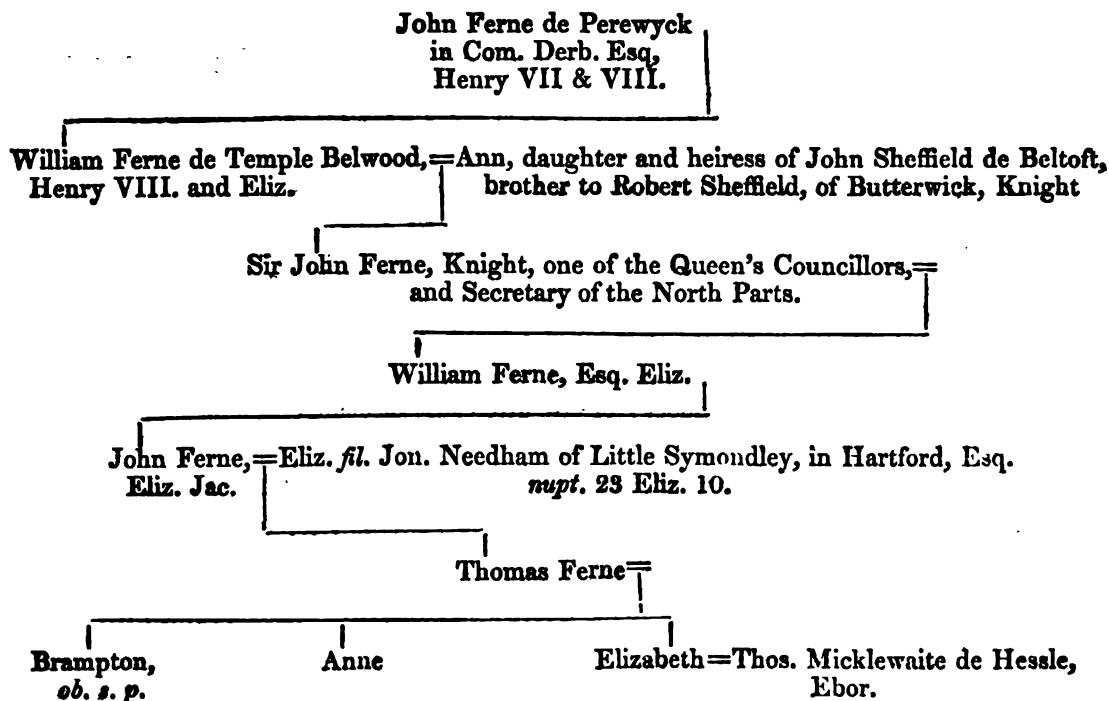 John Ferne de Perewyck
in Com. Derb. Esq,
Henry VII & VIII.
William Ferne de Temple Belwood,=Ann, daughter and heiress of John Sheffield de Beltoft,
Henry VIII. and Eliz. brother to Robert Sheffield, of Butterwick, Knight
Sir John Ferne, Knight, one of the Queen's Councillors,=
and Secretary of the North Parts.
William Ferne, Esq. Eliz.
John Ferne,=Eliz. fil. Jon. Needham of Little Symondley, in Hartford, Esq.
Eliz. Jac. nupt. 23 Eliz. 10.
Thomas Ferne=
Brampton, Anne Elizabeth=Thos. Micklewaite de Hessle,
ob. s. p. Ebor.